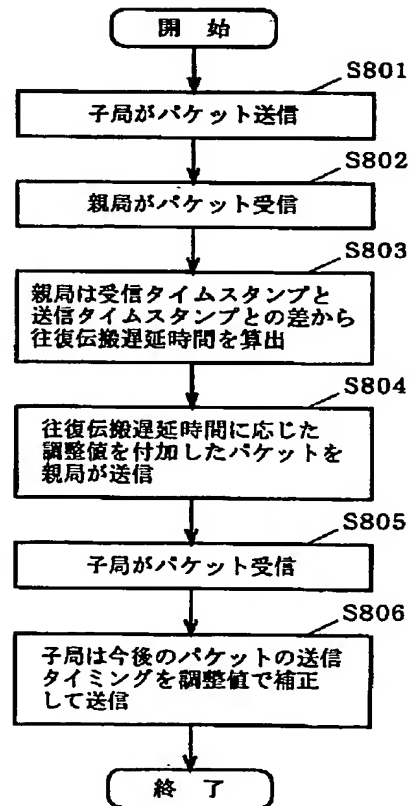 開 始
S801
子局がパケット送信
S802
親局がパケット受信
S803
親局は受信タイムスタンプと
送信タイムスタンプとの差から
往復伝搬遅延時間を算出
S804
往復伝搬遅延時間に応じた
調整値を付加したパケットを
親局が送信
S805
子局がパケット受信
S806
子局は今後のパケットの送信
タイミングを調整値で補正
して送信
終 了